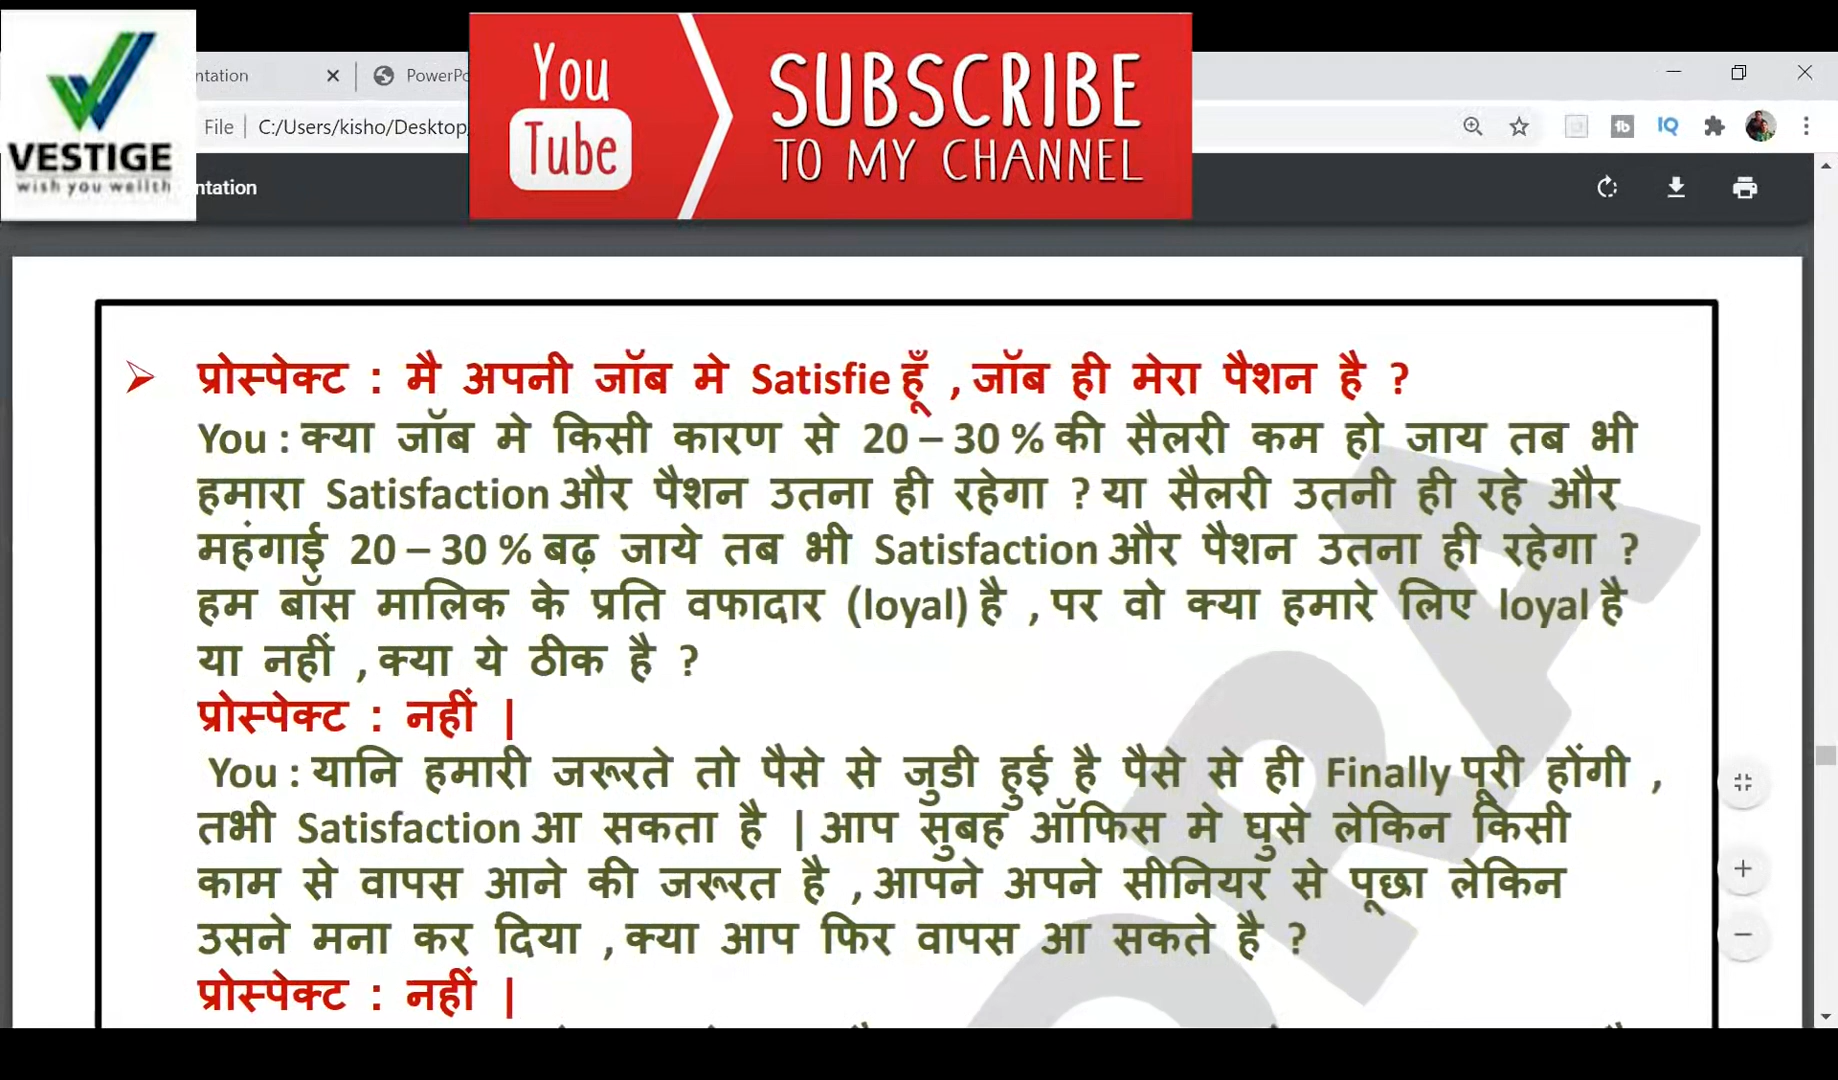 VESTIGE
wish you wellth
ntation
PowerPo
You
Tube
SUBSCRIBE
TO MY CHANNEL
File
C:/Users/kisho/Desktop
IQ
ntation
प्रोस्पेक्ट : मै अपनी जॉब मे Satisfie हूँ , जॉब ही मेरा पैशन है ?
You : क्या जॉब मे किसी कारण से 20 – 30 % की सैलरी कम हो जाय तब भी
हमारा Satisfaction और पैशन उतना ही रहेगा ? या सैलरी उतनी ही रहे और
महंगाई 20 – 30 % बढ़ जाये तब भी Satisfaction और पैशन उतना ही रहेगा ?
हम बॉस मालिक के प्रति वफादार (loyal) है , पर वो क्या हमारे लिए loyal है
या नहीं , क्या ये ठीक है ?
प्रोस्पेक्ट : नहीं |
You : यानि हमारी जरूरते तो पैसे से जुडी हुई है पैसे से ही Finally पूरी होंगी ,
तभी Satisfaction आ सकता है | आप सुबह ऑफिस मे घुसे लेकिन किसी
काम से वापस आने की जरूरत है , आपने अपने सीनियर से पूछा लेकिन
उसने मना कर दिया , क्या आप फिर वापस आ सकते है ?
प्रोस्पेक्ट : नहीं |